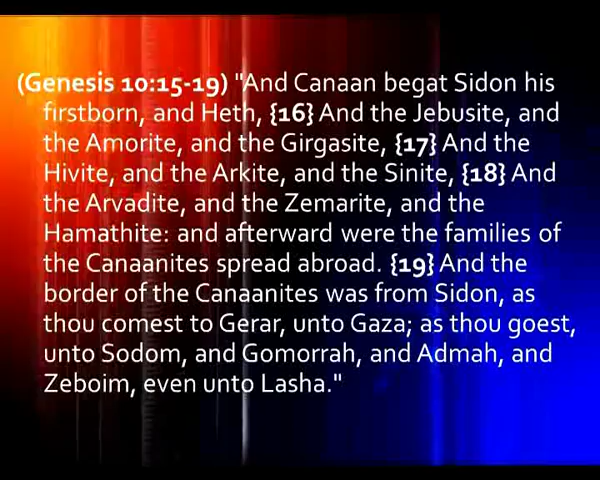 (Genesis 10:15-19) "And Canaan begat Sidon his
firstborn, and Heth, {16} And the Jebusite, and
the Amorite, and the Girgasite, {17} And the
Hivite, and the Arkite, and the Sinite, {18} And
the Arvadite, and the Zemarite, and the
Hamathite: and afterward were the families of
the Canaanites spread abroad. {19} And the
border of the Canaanites was from Sidon, as
thou comest to Gerar, unto Gaza; as thou goest,
unto Sodom, and Gomorrah, and Admah, and
Zeboim, even unto Lasha."